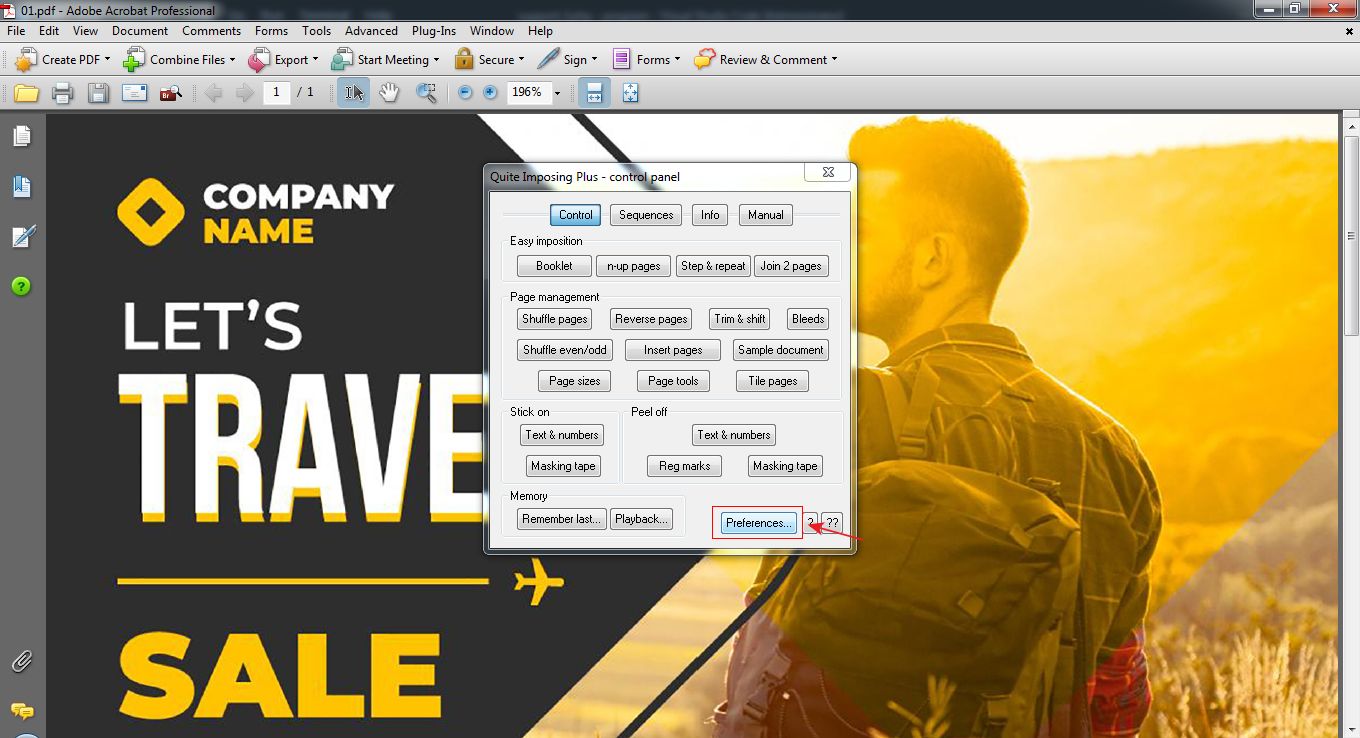 01.pdf - Adobe Acrobat Professional
File Edit View Document Comments Forms Tools Advanced Plug-Ins Window Help
Create PDF Combine Files Export Start Meeting Secure Sign Forms Review & Comment
1 / 1 196%
COMPANY
NAME
LET'S
TRAVE
SALE
Quite Imposing Plus - control panel
Control Sequences Info Manual
Easy imposition
Booklet n-up pages Step & repeat Join 2 pages
Page management
Shuffle pages Reverse pages Trim & shift Bleeds
Shuffle even/odd Insert pages Sample document
Page sizes Page tools Tile pages
Stick on Peel off
Text & numbers Text & numbers
Masking tape Reg marks Masking tape
Memory
Remember last... Playback... Preferences... ? ??